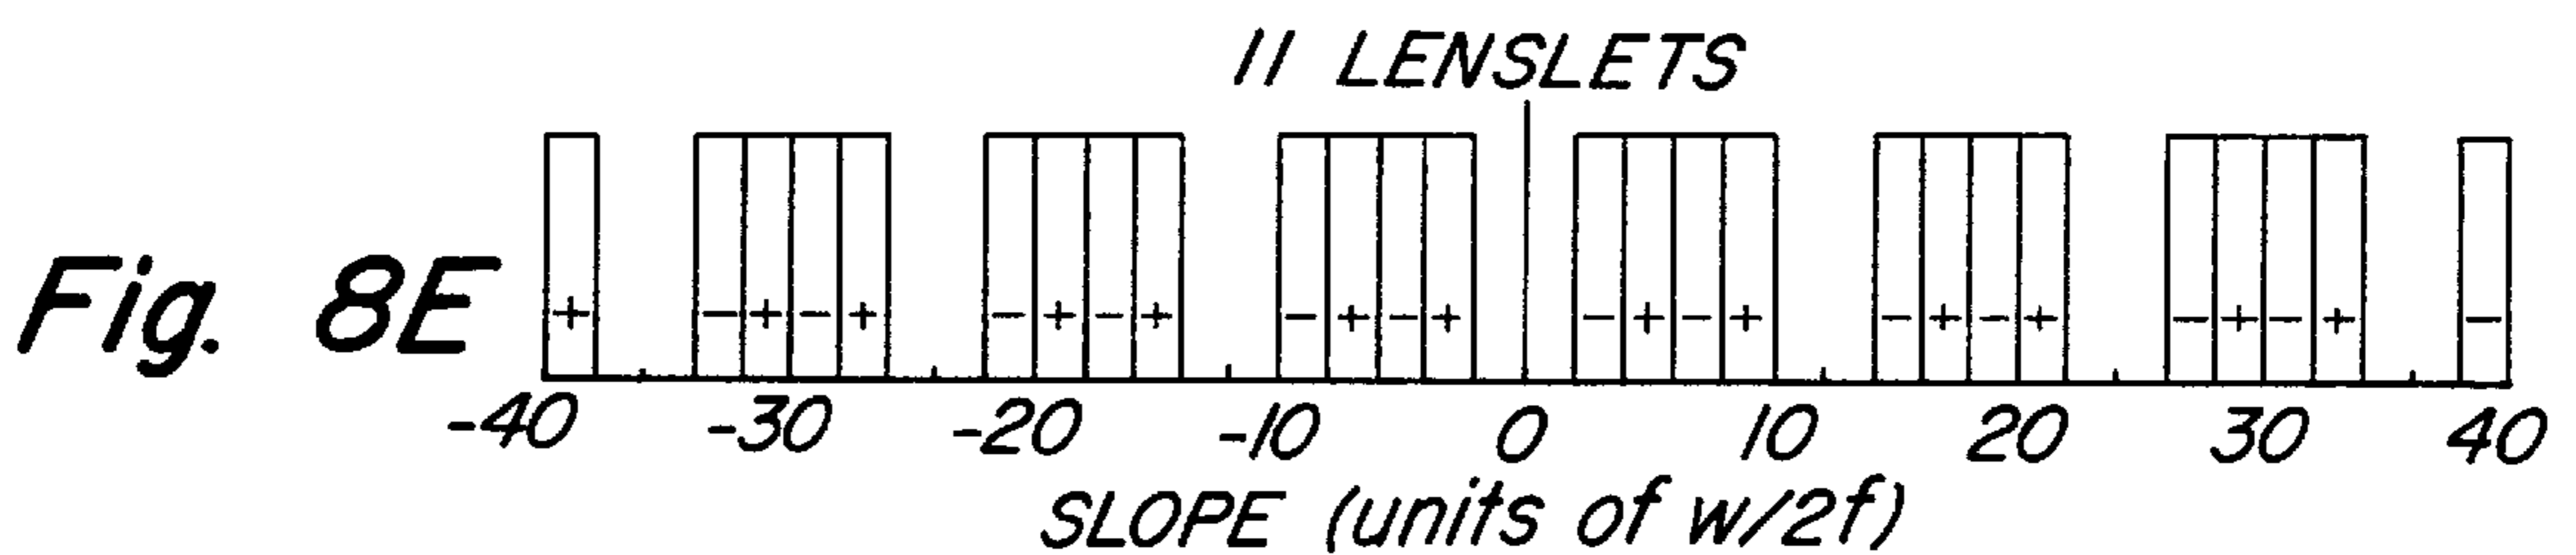 11 LENSLETS
+ - + - + - + - + - + - + - + - + - + - + - + - + -
Fig. 8E
-40 -30 -20 -10 0 10 20 30 40
SLOPE (units of w/2f)